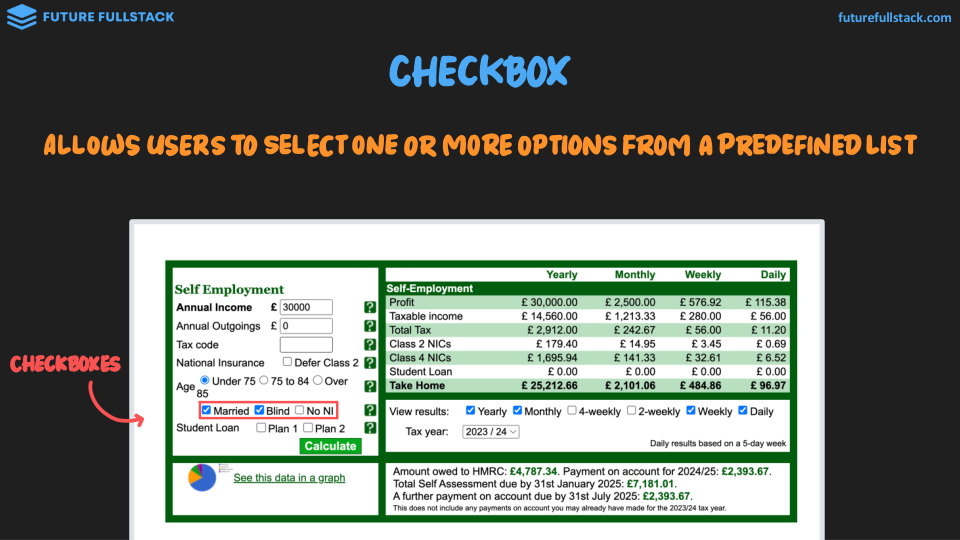 FUTURE FULLSTACK
futurefullstack.com
CHECKBOX
ALLOWS USERS TO SELECT ONE OR MORE OPTIONS FROM A PREDEFINED LIST
CHECKBOXES
Self Employment
Annual Income £ 30000 ?
Annual Outgoings £ 0 ?
Tax code ?
National Insurance Defer Class 2 ?
Age Under 75 75 to 84 Over 85 ?
Married Blind No NI ?
Student Loan Plan 1 Plan 2 ?
Calculate
See this data in a graph
Yearly Monthly Weekly Daily
Self-Employment
Profit £ 30,000.00 £ 2,500.00 £ 576.92 £ 115.38
Taxable income £ 14,560.00 £ 1,213.33 £ 280.00 £ 56.00
Total Tax £ 2,912.00 £ 242.67 £ 56.00 £ 11.20
Class 2 NICs £ 179.40 £ 14.95 £ 3.45 £ 0.69
Class 4 NICs £ 1,695.94 £ 141.33 £ 32.61 £ 6.52
Student Loan £ 0.00 £ 0.00 £ 0.00 £ 0.00
Take Home £ 25,212.66 £ 2,101.06 £ 484.86 £ 96.97
View results: Yearly Monthly 4-weekly 2-weekly Weekly Daily
Tax year: 2023 / 24
Daily results based on a 5-day week
Amount owed to HMRC: £4,787.34. Payment on account for 2024/25: £2,393.67.
Total Self Assessment due by 31st January 2025: £7,181.01.
A further payment on account due by 31st July 2025: £2,393.67.
This does not include any payments on account you may already have made for the 2023/24 tax year.